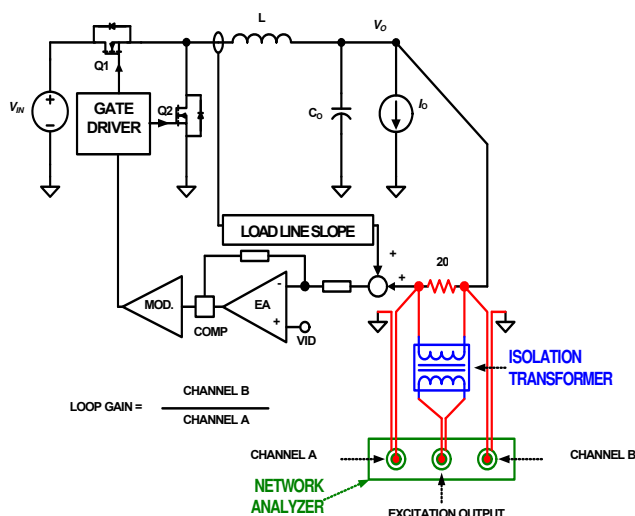 L
VO
Q1
VIN
GATE
DRIVER
Q2
CO
IO
LOAD LINE SLOPE
+
+
20
MOD.
COMP
EA
-
+
VID
ISOLATION
TRANSFORMER
LOOP GAIN =
CHANNEL B
CHANNEL A
CHANNEL A
CHANNEL B
NETWORK
ANALYZER
EXCITATION OUTPUT